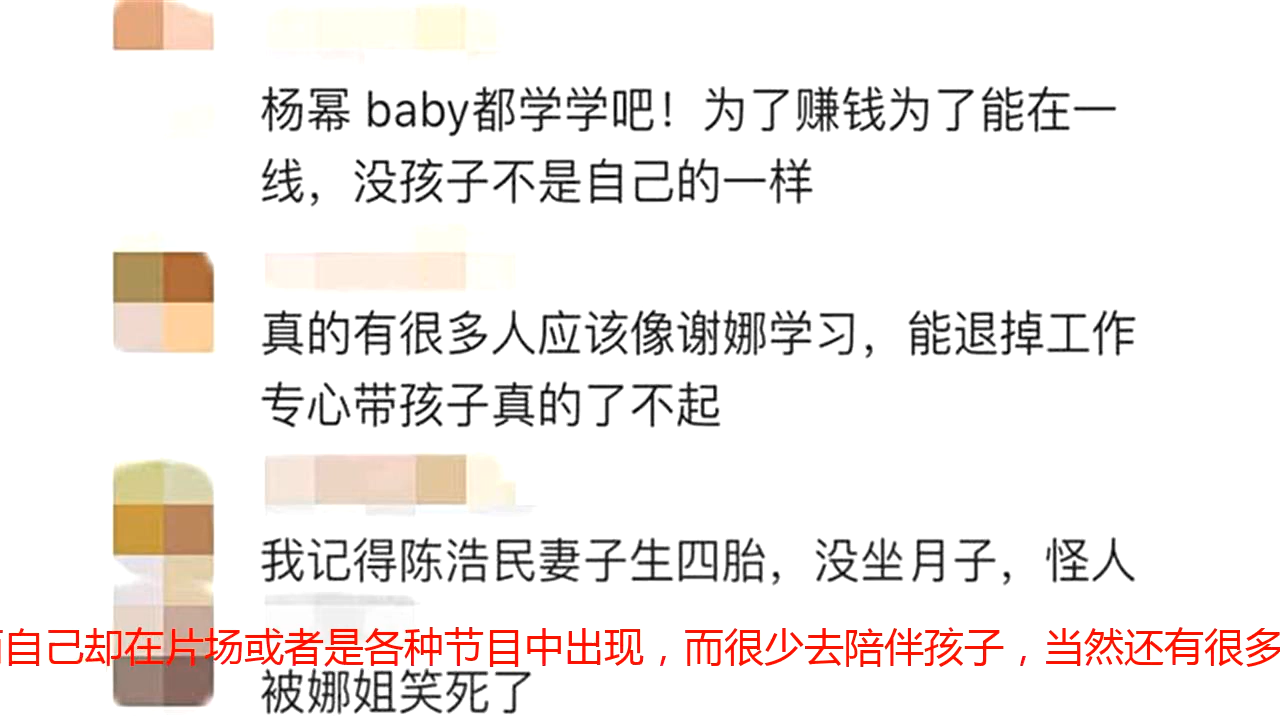 杨幂 baby都学学吧！为了赚钱为了能在一
线，没孩子不是自己的一样
真的有很多人应该像谢娜学习，能退掉工作
专心带孩子真的了不起
我记得陈浩民妻子生四胎，没坐月子，怪人
自己却在片场或者是各种节目中出现，而很少去陪伴孩子，当然还有很多
被娜姐笑死了